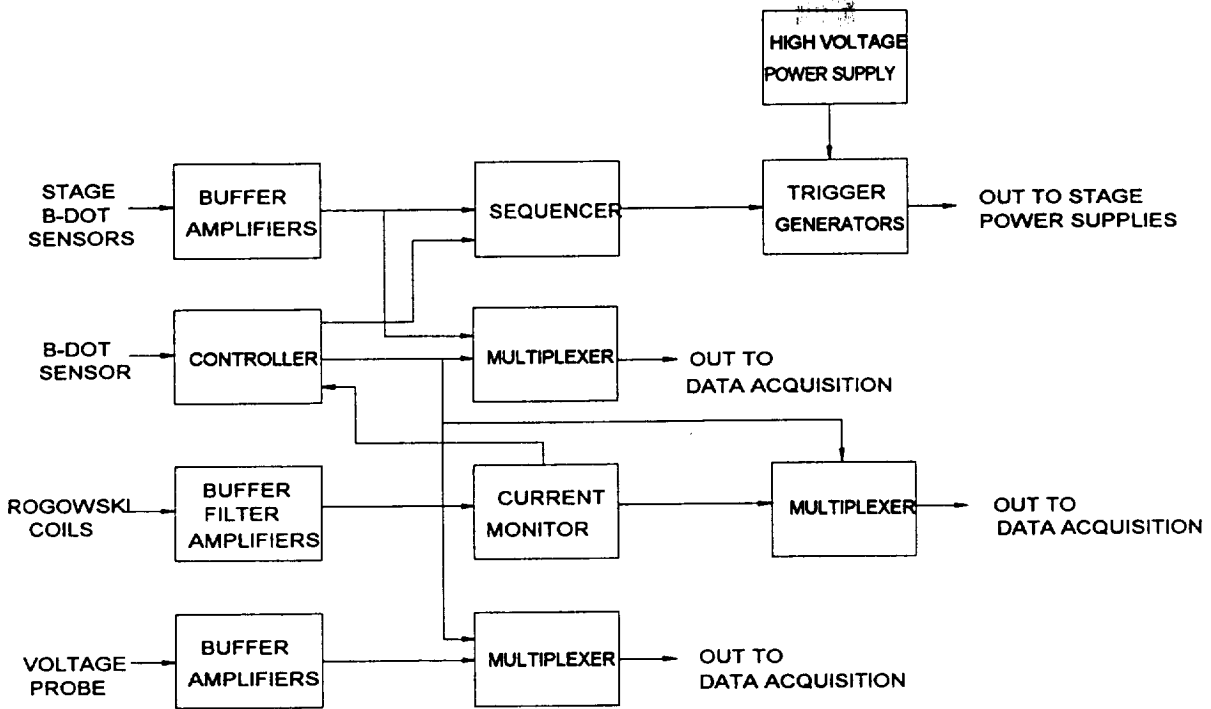 HIGH VOLTAGE
POWER SUPPLY
STAGE
B-DOT
SENSORS
BUFFER
AMPLIFIERS
SEQUENCER
TRIGGER
GENERATORS
OUT TO STAGE
POWER SUPPLIES
B-DOT
SENSOR
CONTROLLER
MULTIPLEXER
OUT TO
DATA ACQUISITION
ROGOWSKI
COILS
BUFFER
FILTER
AMPLIFIERS
CURRENT
MONITOR
MULTIPLEXER
OUT TO
DATA ACQUISITION
VOLTAGE
PROBE
BUFFER
AMPLIFIERS
MULTIPLEXER
OUT TO
DATA ACQUISITION